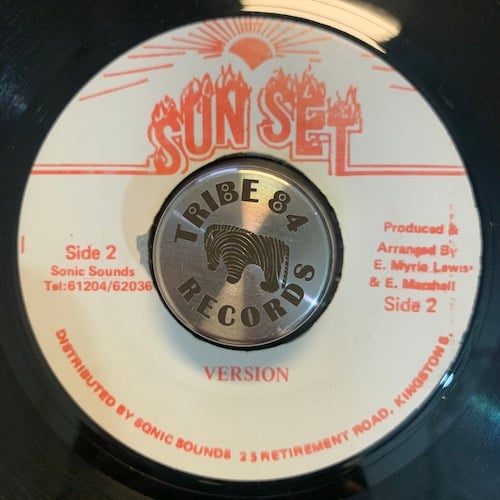 SUN SET
TRIBE 84
RECORDS
Side 2
Sonic Sounds
Tel:61204/62036
Produced &
Arranged By
E. Myrie Lewis
& E. Marshall
Side 2
VERSION
DISTRIBUTED BY SONIC SOUNDS 25 RETIREMENT ROAD, KINGSTON 5.